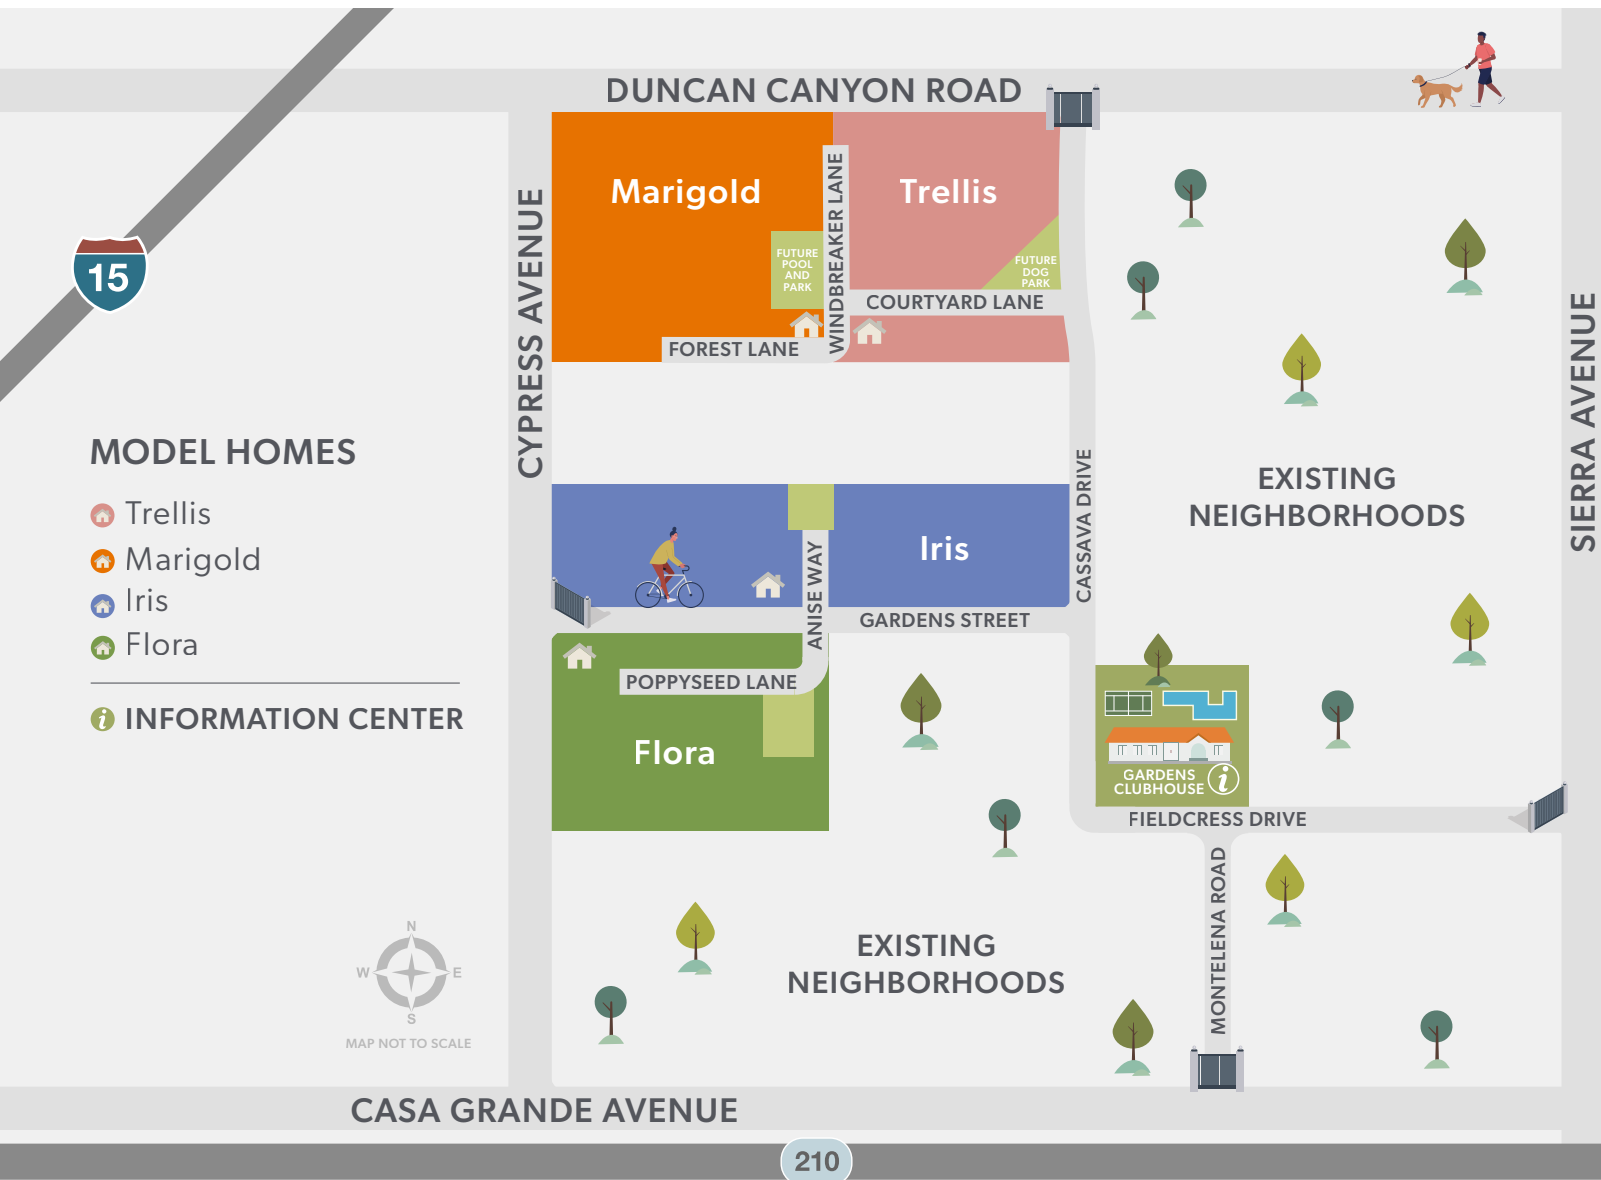 DUNCAN CANYON ROAD
15
CYPRESS AVENUE
Marigold
WINDBREAKER LANE
Trellis
FUTURE
POOL
AND
PARK
FUTURE
DOG
PARK
COURTYARD LANE
FOREST LANE
SIERRA AVENUE
MODEL HOMES
Trellis
Marigold
Iris
Flora
i INFORMATION CENTER
EXISTING
NEIGHBORHOODS
CASSAVA DRIVE
Iris
ANISE WAY
GARDENS STREET
POPPYSEED LANE
Flora
GARDENS
CLUBHOUSE i
FIELDCRESS DRIVE
MONTELENA ROAD
EXISTING
NEIGHBORHOODS
N
W E
S
MAP NOT TO SCALE
CASA GRANDE AVENUE
210